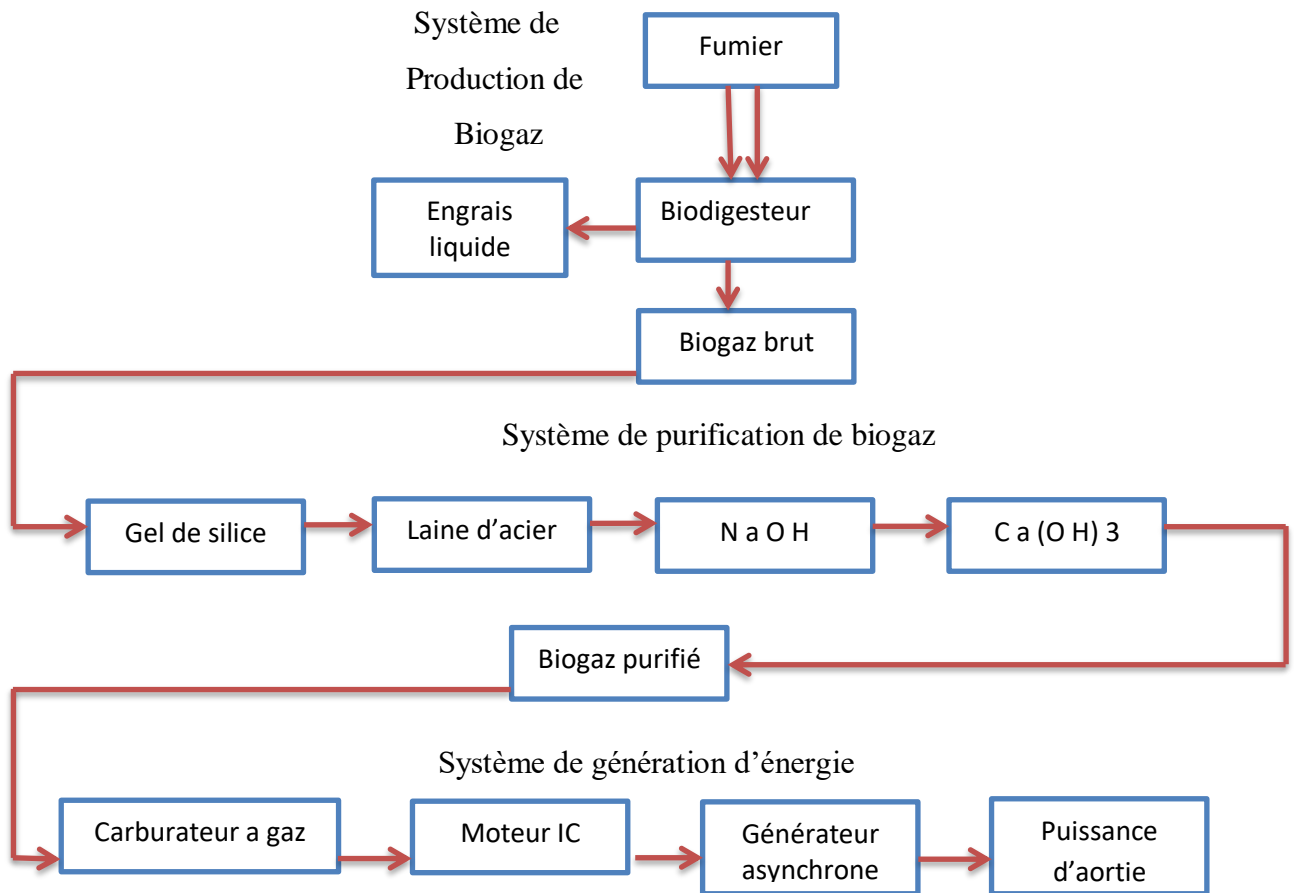 Système de
Production de
Biogaz
Fumier
Engrais
liquide
Biodigesteur
Biogaz brut
Système de purification de biogaz
Gel de silice
Laine d’acier
N a O H
C a (O H) 3
Biogaz purifié
Système de génération d’énergie
Carburateur a gaz
Moteur IC
Générateur
asynchrone
Puissance
d’aortie